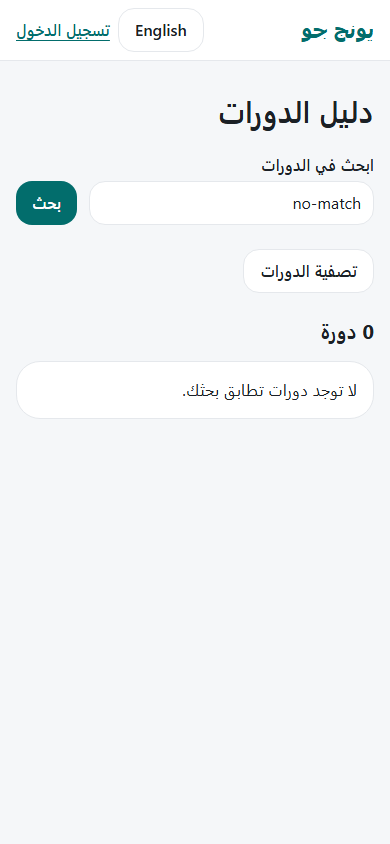 يونج جو
English
تسجيل الدخول
دليل الدورات
ابحث في الدورات
no-match
بحث
تصفية الدورات
0 دورة
لا توجد دورات تطابق بحثك.